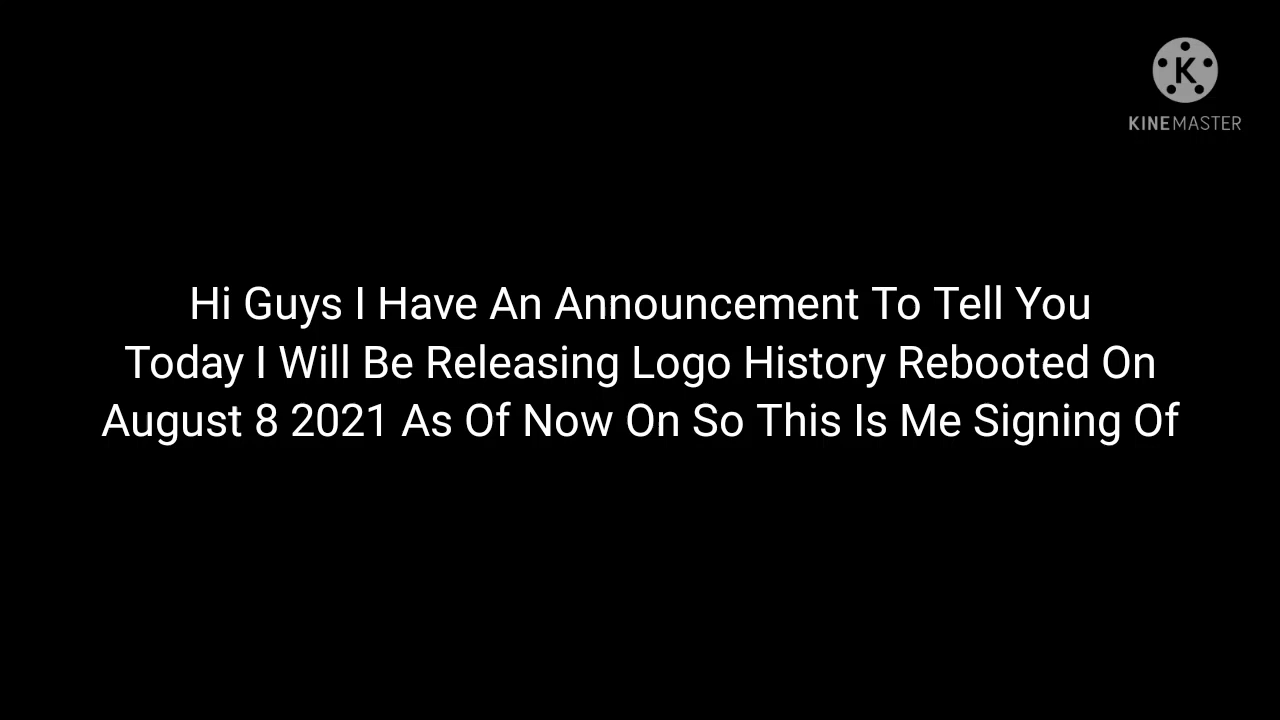 K
KINEMASTER
Hi Guys I Have An Announcement To Tell You
Today I Will Be Releasing Logo History Rebooted On
August 8 2021 As Of Now On So This Is Me Signing Of